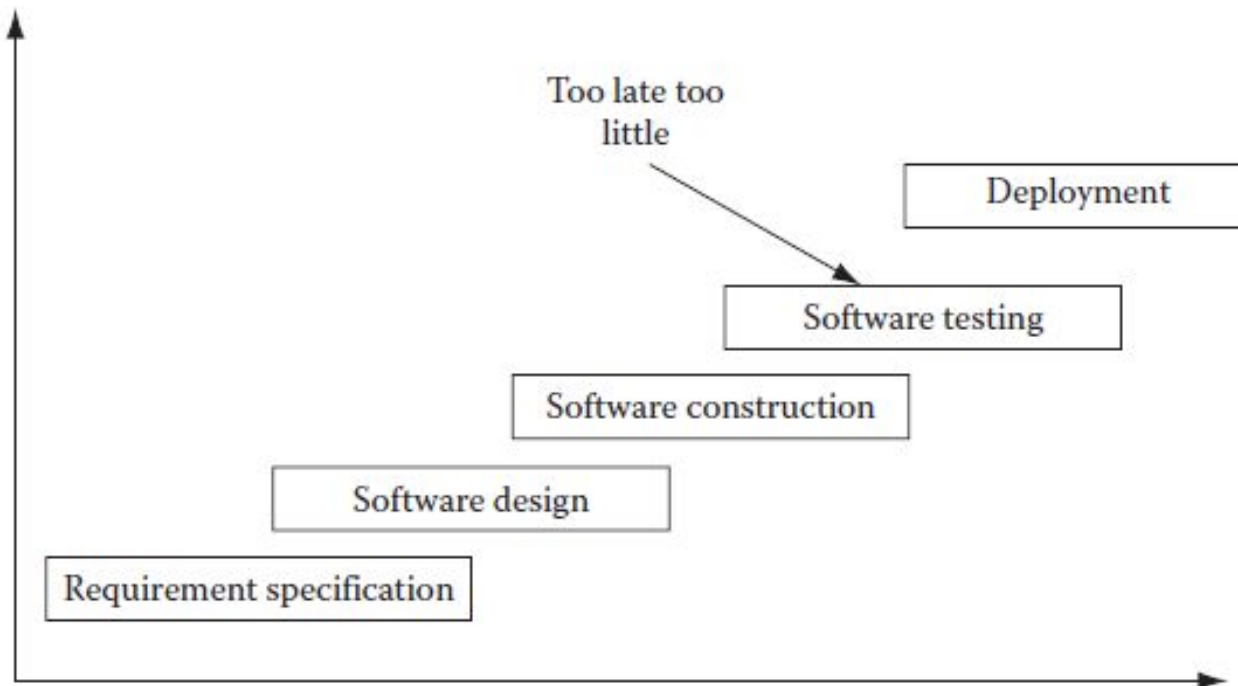 Too late too
little
Deployment
Software testing
Software construction
Software design
Requirement specification